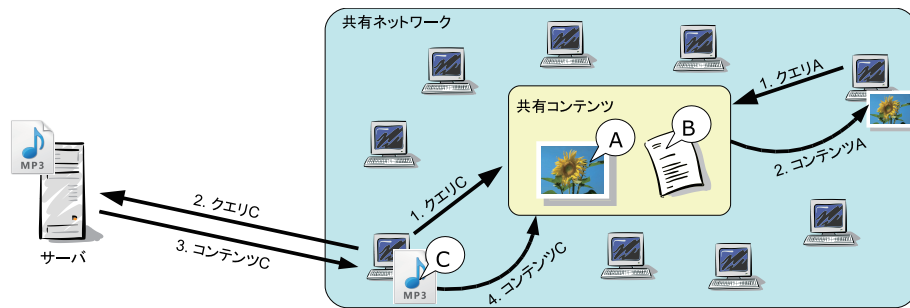 共有ネットワーク
1. クエリA
共有コンテンツ
A
B
2. コンテンツA
MP3
サーバ
2. クエリC
3. コンテンツC
1. クエリC
C
MP3
4. コンテンツC